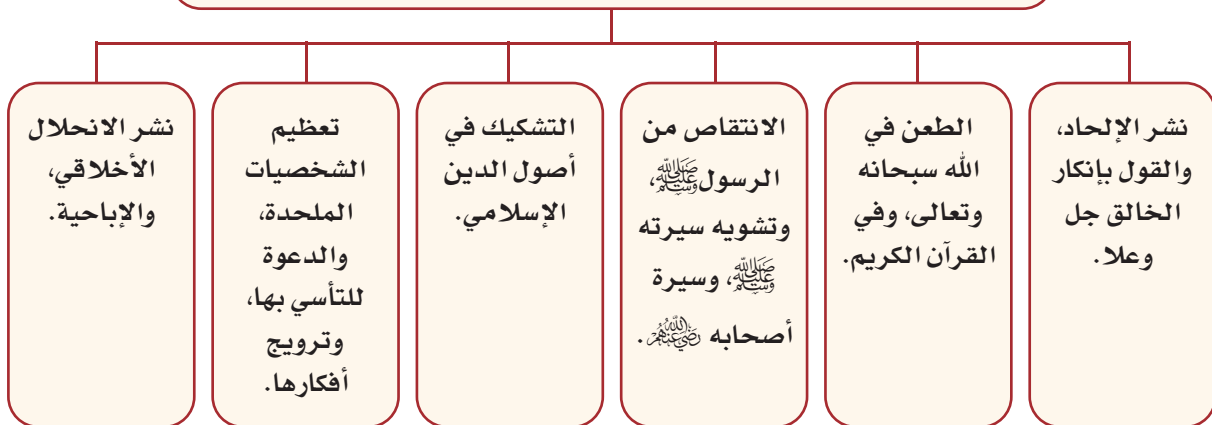 نشر الإلحاد،
والقول بإنكار
الخالق جل
وعلا.
الطعن في
الله سبحانه
وتعالى، وفي
القرآن الكريم.
الانتقاص من
الرسول ﷺ،
وتشويه سيرته
ﷺ، وسيرة
أصحابه رضي الله عنهم.
التشكيك في
أصول الدين
الإسلامي.
تعظيم
الشخصيات
الملحدة،
والدعوة
للتأسي بها،
وترويج
أفكارها.
نشر الانحلال
الأخلاقي،
والإباحية.